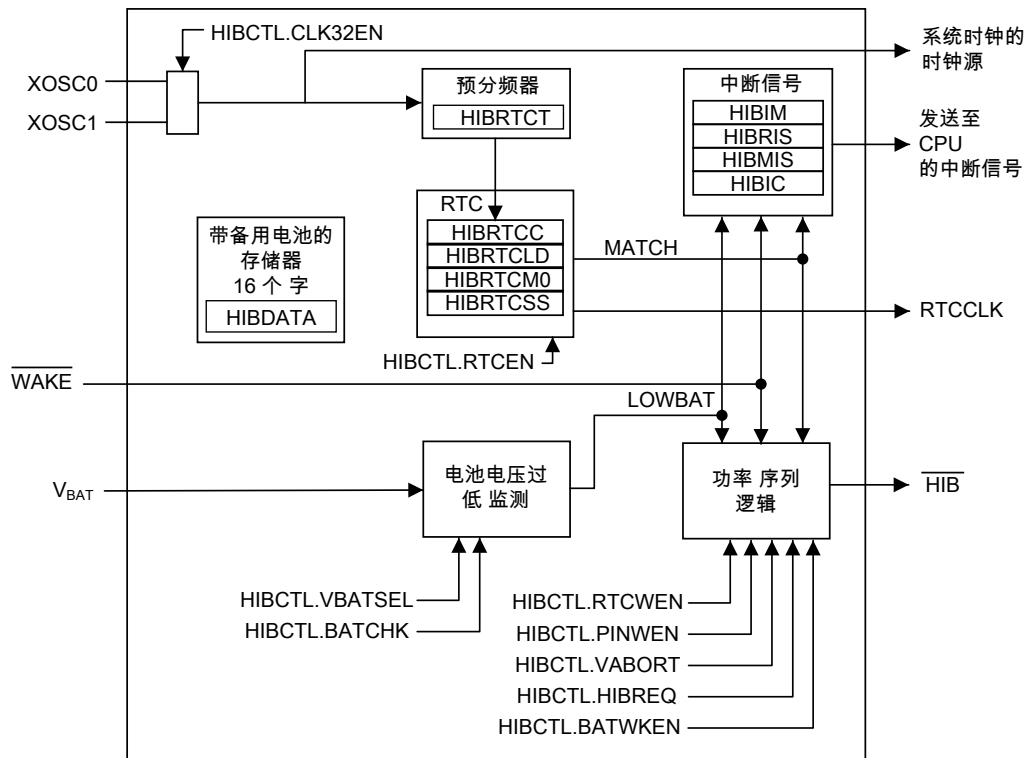 HIBCTL.CLK32EN
XOSC0
XOSC1
预分频器
HIBRTCT
中断信号
HIBIM
HIBRIS
HIBMIS
HIBIC
系统时钟的
时钟源
发送至
CPU
的中断信号
带备用电池的
存储器
16 个 字
HIBDATA
RTC
HIBRTCC
HIBRTCLD
HIBRTCM0
HIBRTCSS
MATCH
RTCCLK
HIBCTL.RTCEN
WAKE
LOWBAT
VBAT
电池电压过
低 监测
功率 序列
逻辑
HIB
HIBCTL.VBATSEL
HIBCTL.BATCHK
HIBCTL.RTCWEN
HIBCTL.PINWEN
HIBCTL.VABORT
HIBCTL.HIBREQ
HIBCTL.BATWKEN